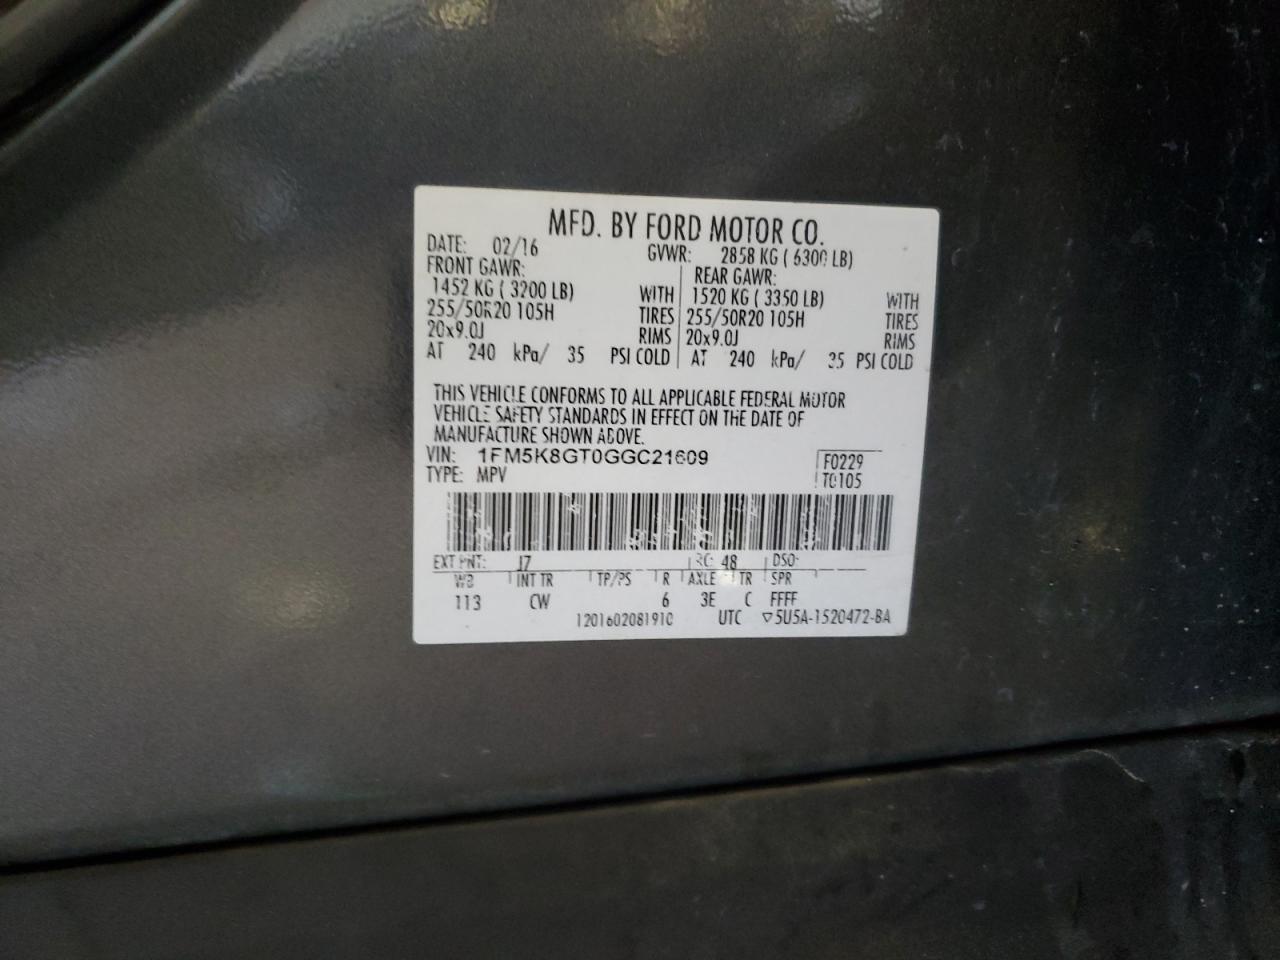 MFD. BY FORD MOTOR CO.
DATE: 02/16 GVWR: 2858 KG ( 6300 LB)
FRONT GAWR: REAR GAWR:
1452 KG ( 3200 LB) WITH 1520 KG ( 3350 LB) WITH
255/50R20 105H TIRES 255/50R20 105H TIRES
20x9.0J RIMS 20x9.0J RIMS
AT 240 kPa/ 35 PSI COLD AT 240 kPa/ 35 PSI COLD
THIS VEHICLE CONFORMS TO ALL APPLICABLE FEDERAL MOTOR
VEHICLE SAFETY STANDARDS IN EFFECT ON THE DATE OF
MANUFACTURE SHOWN ABOVE.
VIN: 1FM5K8GT0GGC21609 F0229
TYPE: MPV T0105
EXT PNT: J7 RC: 48 DSO:
WB INT TR TP/PS R AXLE TR SPR
113 CW 6 3E C FFFF
1201602081910 UTC ▽5U5A-1520472-BA